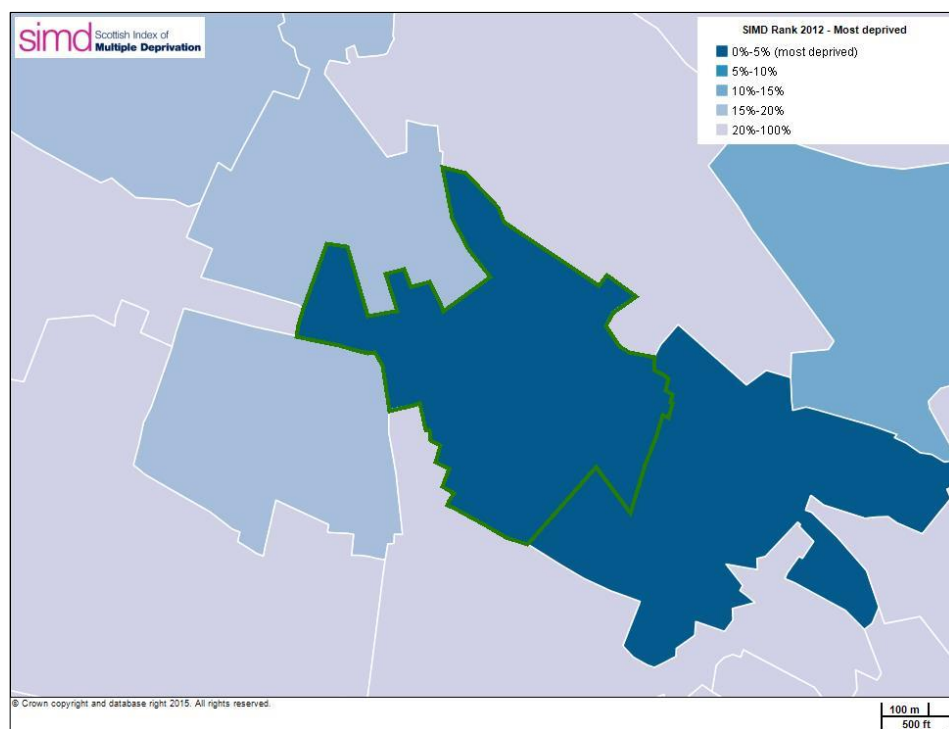 simd Scottish Index of
Multiple Deprivation
SIMD Rank 2012 - Most deprived
0%-5% (most deprived)
5%-10%
10%-15%
15%-20%
20%-100%
© Crown copyright and database right 2015. All rights reserved.
100 m
500 ft